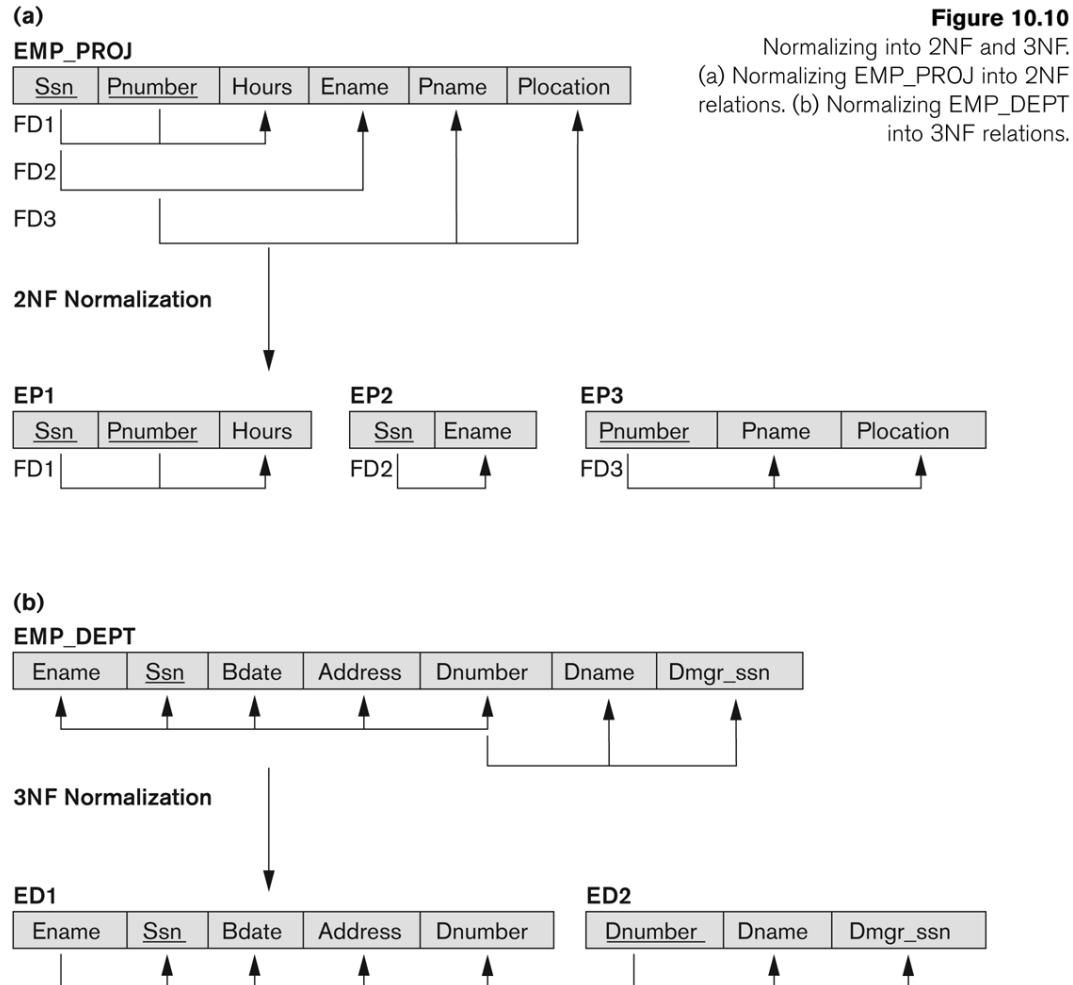 (a)
Figure 10.10
Normalizing into 2NF and 3NF.
(a) Normalizing EMP_PROJ into 2NF
relations. (b) Normalizing EMP_DEPT
into 3NF relations.
EMP_PROJ
Ssn Pnumber Hours Ename Pname Plocation
FD1
FD2
FD3
2NF Normalization
EP1 EP2 EP3
Ssn Pnumber Hours Ssn Ename Pnumber Pname Plocation
FD1 FD2 FD3
(b)
EMP_DEPT
Ename Ssn Bdate Address Dnumber Dname Dmgr_ssn
3NF Normalization
ED1 ED2
Ename Ssn Bdate Address Dnumber Dnumber Dname Dmgr_ssn